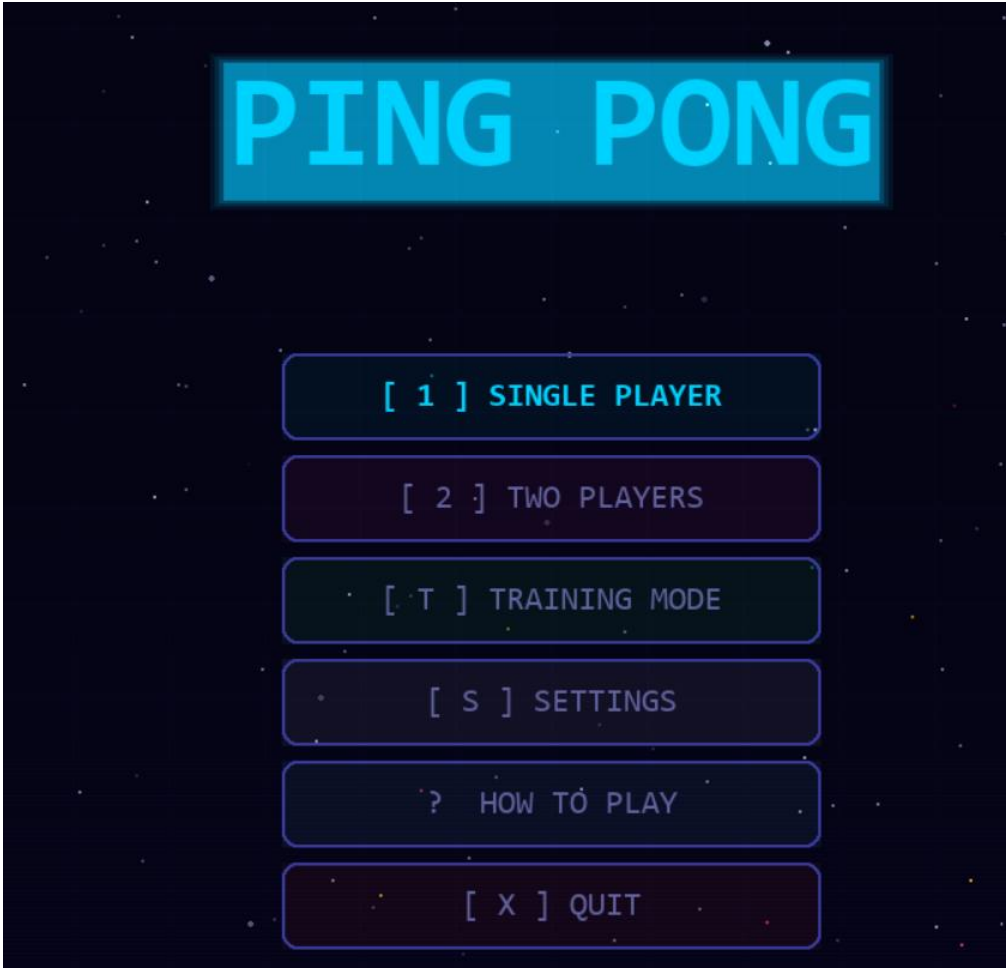 PING PONG
[ 1 ] SINGLE PLAYER
[ 2 ] TWO PLAYERS
[ T ] TRAINING MODE
[ S ] SETTINGS
? HOW TO PLAY
[ X ] QUIT